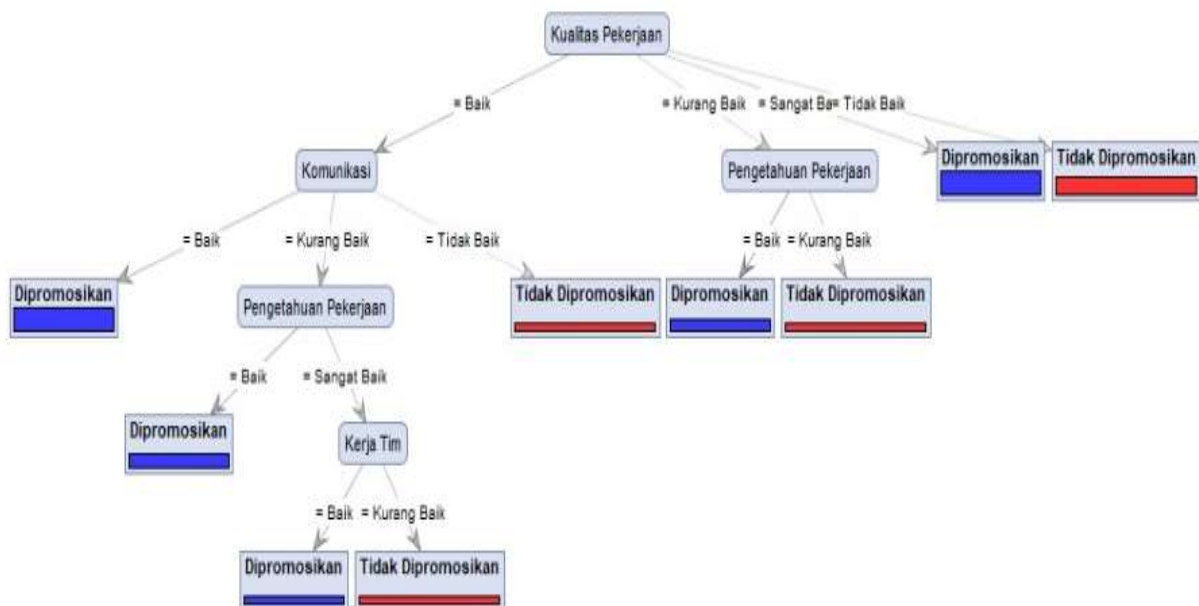 Kualitas Pekerjaan
= Baik
= Kurang Baik
= Sangat Ba
= Tidak Baik
Komunikasi
Pengetahuan Pekerjaan
Dipromosikan
Tidak Dipromosikan
= Baik
= Kurang Baik
= Tidak Baik
= Baik
= Kurang Baik
Dipromosikan
Pengetahuan Pekerjaan
Tidak Dipromosikan
Dipromosikan
Tidak Dipromosikan
= Baik
= Sangat Baik
Dipromosikan
Kerja Tim
= Baik
= Kurang Baik
Dipromosikan
Tidak Dipromosikan